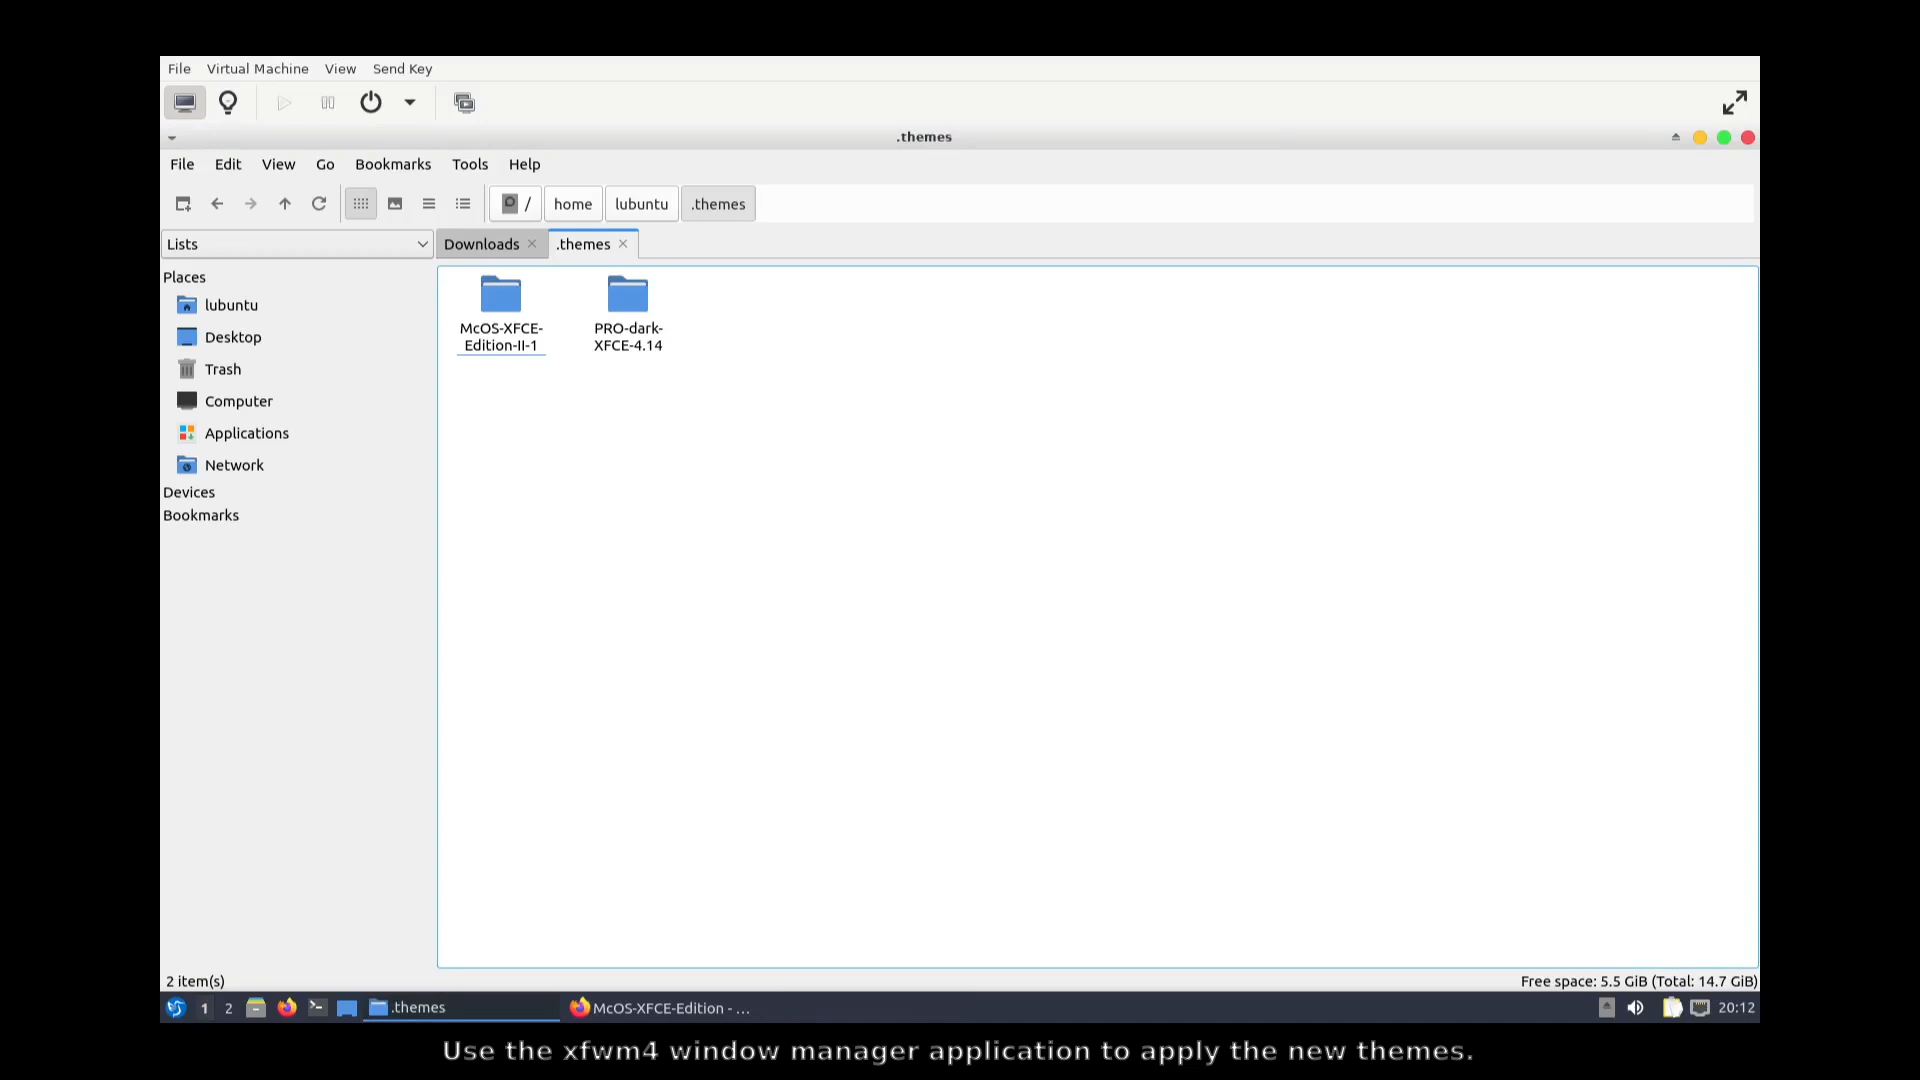 File Virtual Machine View Send Key
.themes
File Edit View Go Bookmarks Tools Help
/ home lubuntu .themes
Lists
Downloads .themes
Places
lubuntu
Desktop
Trash
Computer
Applications
Network
Devices
Bookmarks
McOS-XFCE-
Edition-II-1
PRO-dark-
XFCE-4.14
2 item(s)
Free space: 5.5 GiB (Total: 14.7 GiB)
1 2 .themes McOS-XFCE-Edition - ... 20:12
Use the xfwm4 window manager application to apply the new themes.